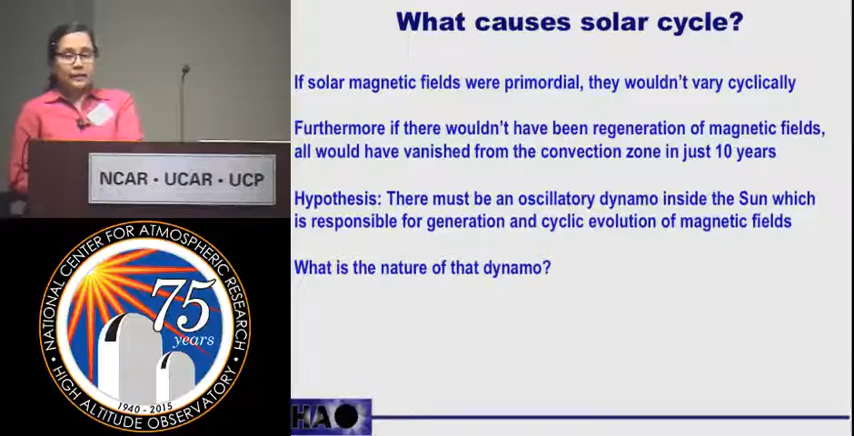 What causes solar cycle?
If solar magnetic fields were primordial, they wouldn't vary cyclically
Furthermore if there wouldn't have been regeneration of magnetic fields,
all would have vanished from the convection zone in just 10 years
Hypothesis: There must be an oscillatory dynamo inside the Sun which
is responsible for generation and cyclic evolution of magnetic fields
What is the nature of that dynamo?
NCAR • UCAR • UCP
NATIONAL CENTER FOR ATMOSPHERIC RESEARCH
75
years
1940 - 2015
HIGH ALTITUDE OBSERVATORY
HAO